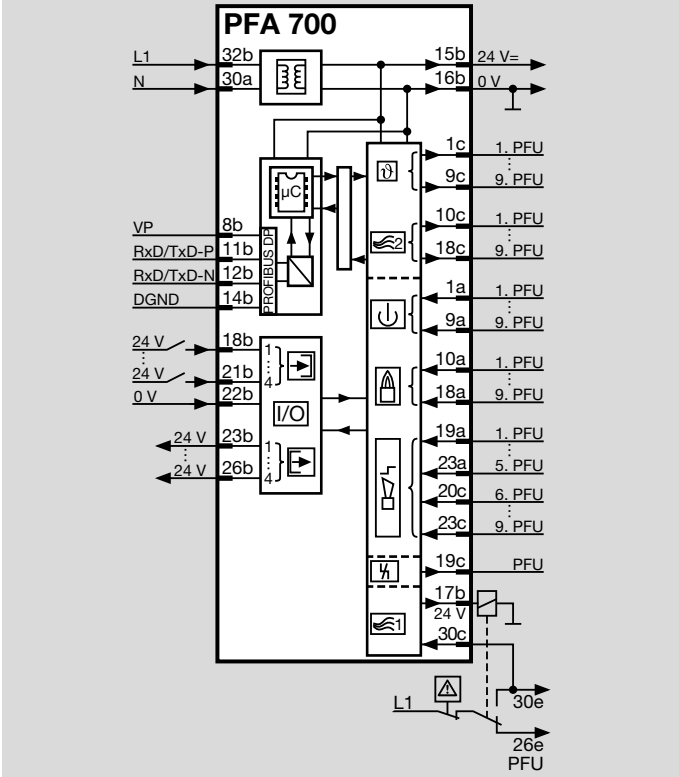 PFA 700
L1 32b 15b 24 V=
N 30a 16b 0 V
1c 1. PFU
ϑ
µC
9c 9. PFU
10c 1. PFU
VP 8b
2
RxD/TxD-P 11b
18c 9. PFU
RxD/TxD-N 12b
DGND 14b
PROFIBUS DP
1a 1. PFU
9a 9. PFU
24 V 18b 1
10a 1. PFU
24 V 21b 4
0 V 22b
18a 9. PFU
I/O
24 V 23b 1
19a 1. PFU
24 V 26b 4
23a 5. PFU
20c 6. PFU
23c 9. PFU
19c PFU
17b
24 V
1
30c
L1
30e
26e
PFU